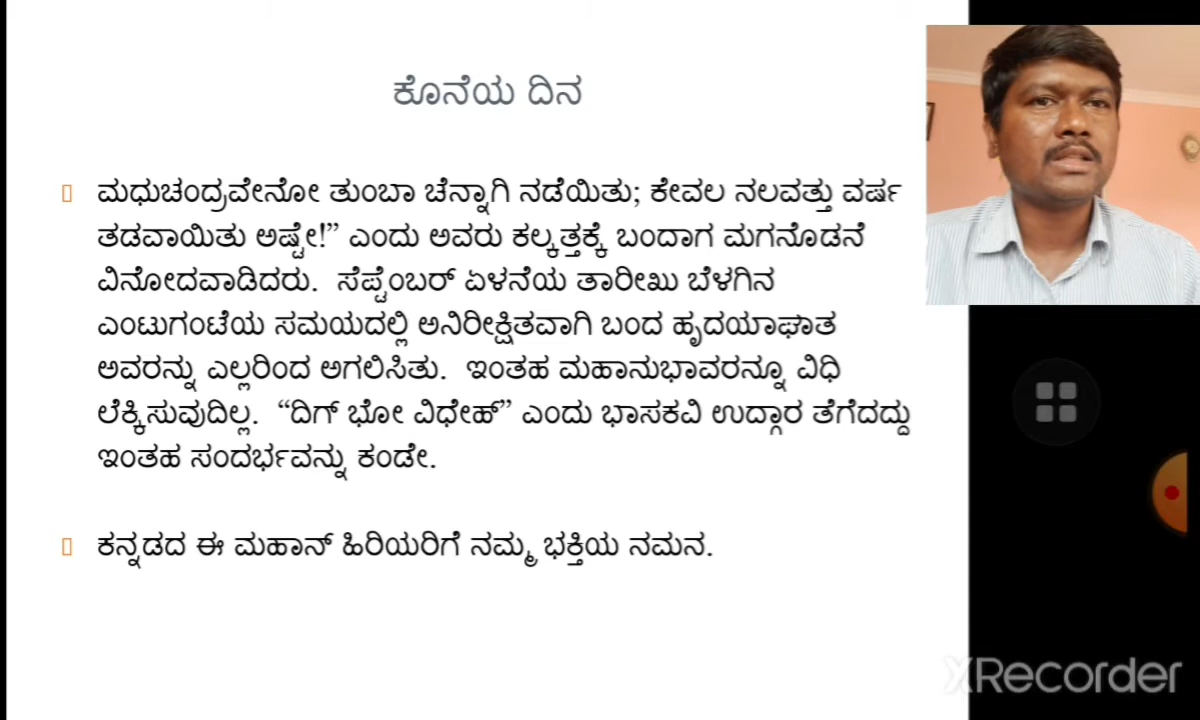 ಕೊನೆಯ ದಿನ
ಮಧುಚಂದ್ರವೇನೋ ತುಂಬಾ ಚೆನ್ನಾಗಿ ನಡೆಯಿತು; ಕೇವಲ ನಲವತ್ತು ವರ್ಷ
ತಡವಾಯಿತು ಅಷ್ಟೇ!” ಎಂದು ಅವರು ಕಲ್ಕತ್ತಕ್ಕೆ ಬಂದಾಗ ಮಗನೊಡನೆ
ವಿನೋದವಾಡಿದರು. ಸೆಪ್ಟೆಂಬರ್ ಏಳನೆಯ ತಾರೀಖು ಬೆಳಗಿನ
ಎಂಟುಗಂಟೆಯ ಸಮಯದಲ್ಲಿ ಅನಿರೀಕ್ಷಿತವಾಗಿ ಬಂದ ಹೃದಯಾಘಾತ
ಅವರನ್ನು ಎಲ್ಲರಿಂದ ಅಗಲಿಸಿತು. ಇಂತಹ ಮಹಾನುಭಾವರನ್ನೂ ವಿಧಿ
ಲೆಕ್ಕಿಸುವುದಿಲ್ಲ. “ದಿಗ್ ಭೋ ವಿಧೇಹ್” ಎಂದು ಭಾಸಕವಿ ಉದ್ಗಾರ ತೆಗೆದದ್ದು
ಇಂತಹ ಸಂದರ್ಭವನ್ನು ಕಂಡೇ.
ಕನ್ನಡದ ಈ ಮಹಾನ್ ಹಿರಿಯರಿಗೆ ನಮ್ಮ ಭಕ್ತಿಯ ನಮನ.
XRecorder